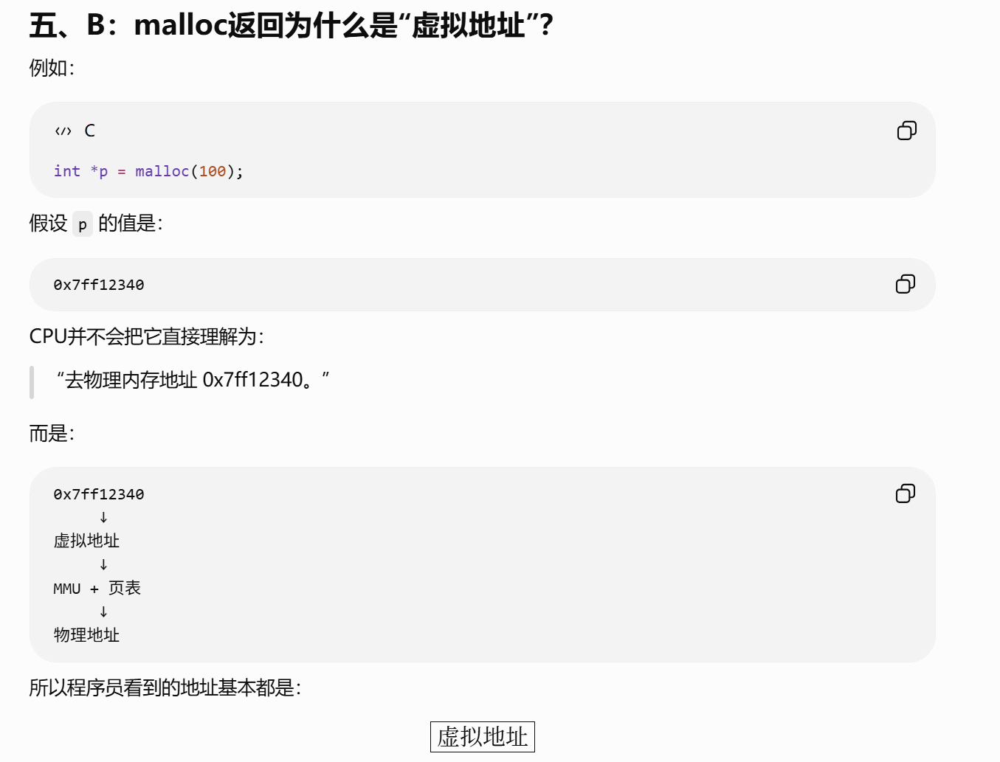 五、B：malloc返回为什么是“虚拟地址”？
例如：
C
int *p = malloc(100);
假设 p 的值是：
0x7ff12340
CPU并不会把它直接理解为：
“去物理内存地址 0x7ff12340。”
而是：
0x7ff12340
↓
虚拟地址
↓
MMU + 页表
↓
物理地址
所以程序员看到的地址基本都是：
虚拟地址